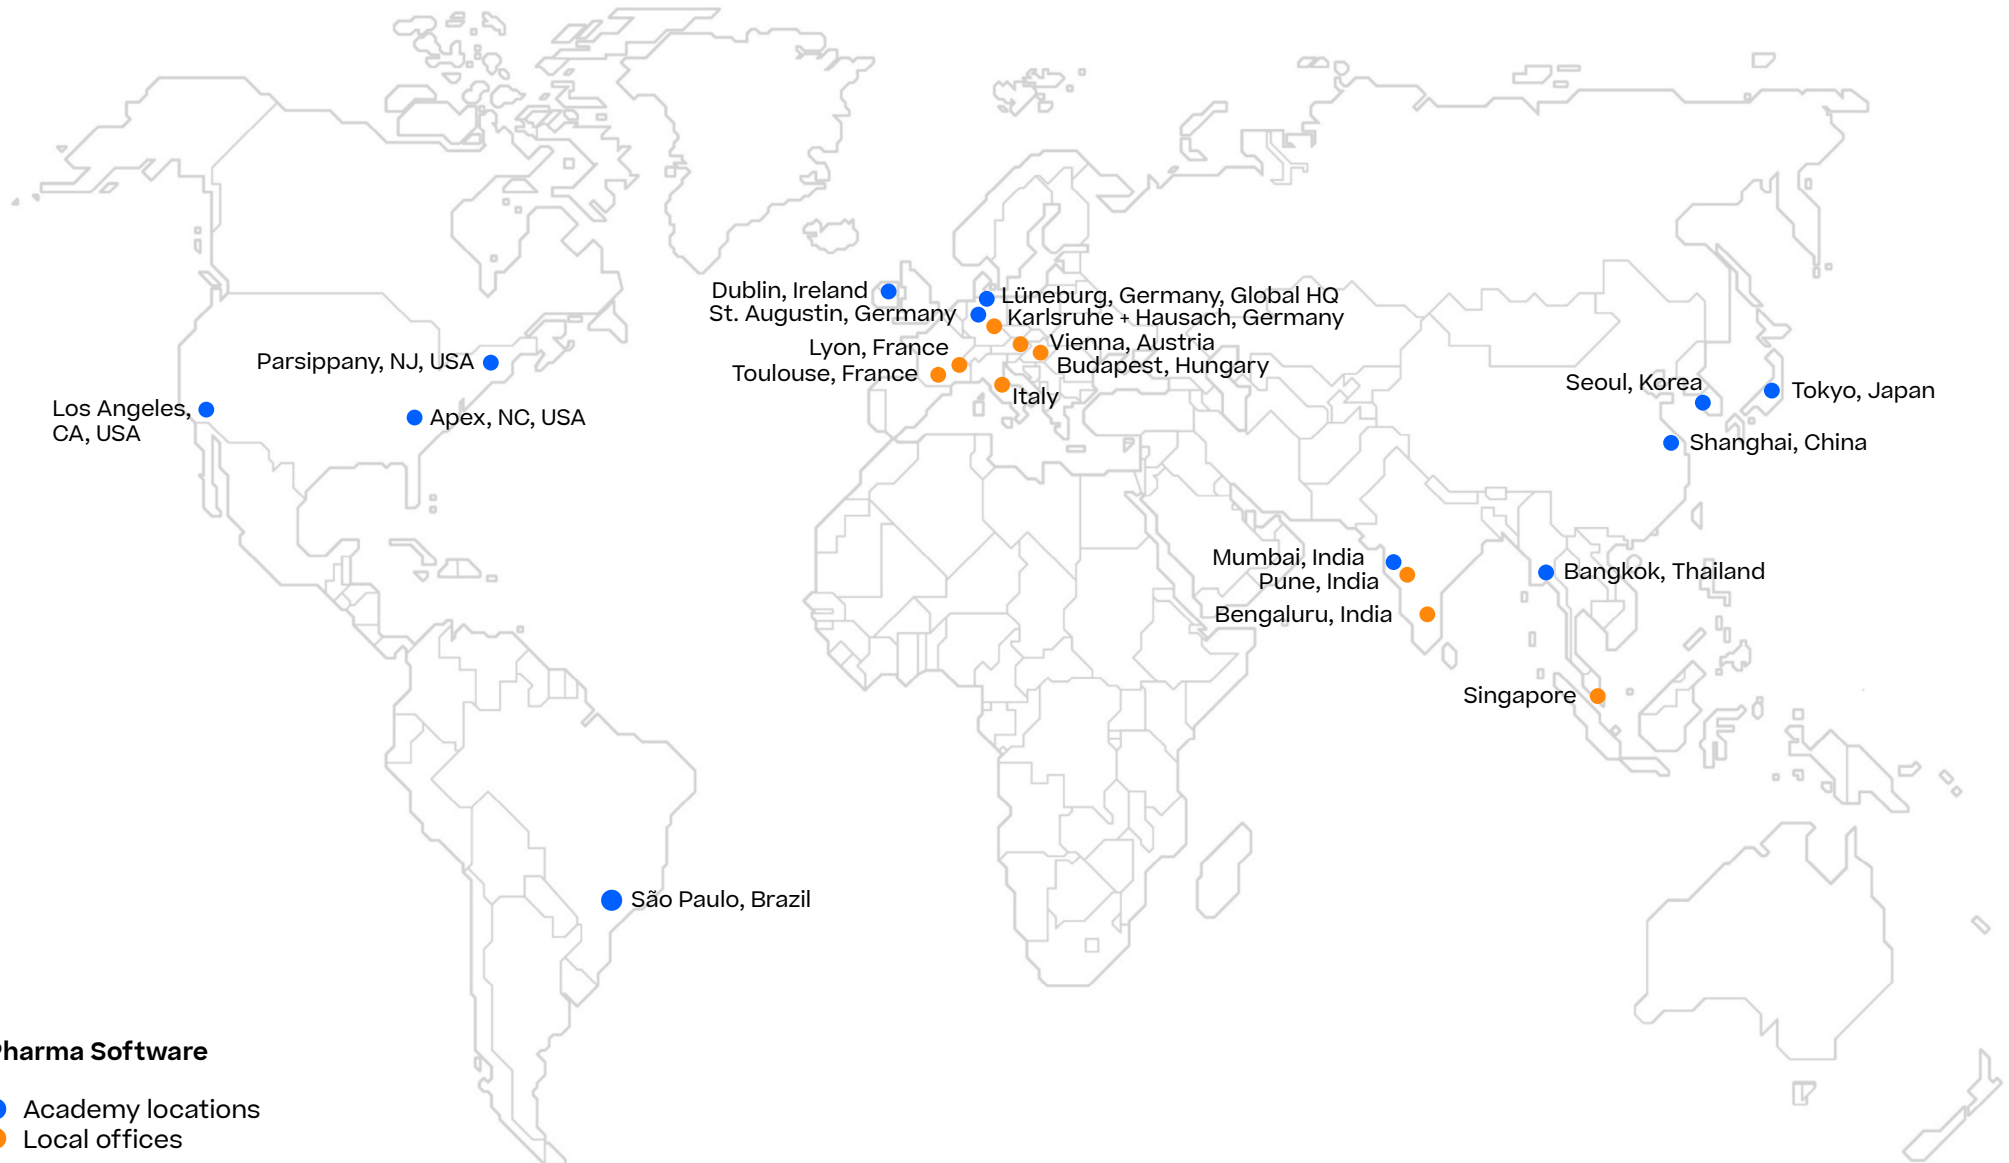 Dublin, Ireland
Lüneburg, Germany, Global HQ
St. Augustin, Germany
Karlsruhe + Hausach, Germany
Vienna, Austria
Lyon, France
Budapest, Hungary
Toulouse, France
Italy
Parsippany, NJ, USA
Los Angeles,
CA, USA
Apex, NC, USA
Seoul, Korea
Tokyo, Japan
Shanghai, China
Mumbai, India
Pune, India
Bengaluru, India
Bangkok, Thailand
Singapore
São Paulo, Brazil
Pharma Software
Academy locations
Local offices